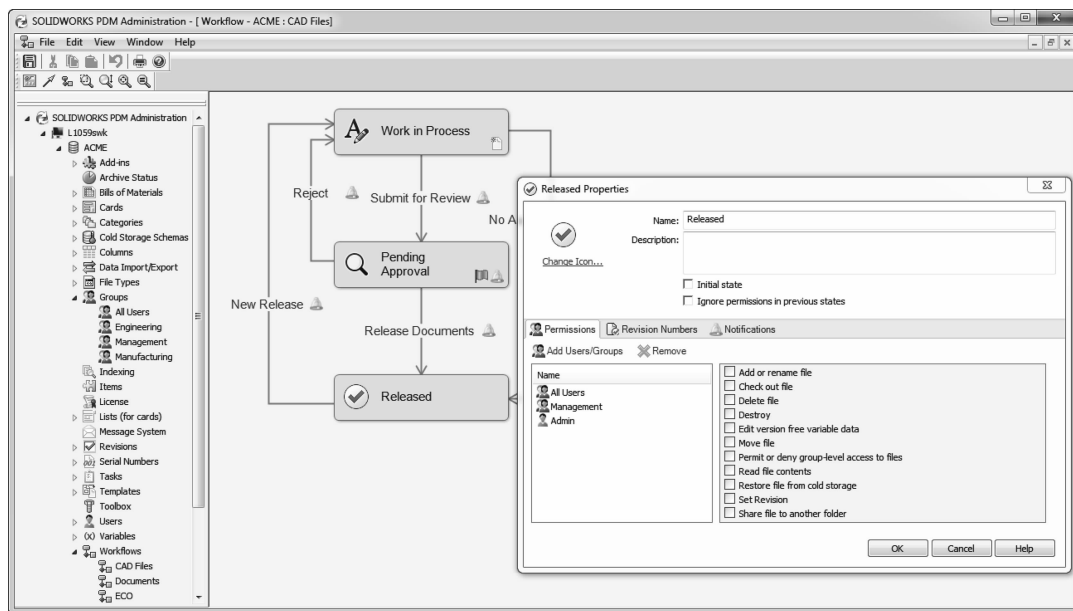 SOLIDWORKS PDM Administration - [ Workflow - ACME : CAD Files]
File Edit View Window Help
SOLIDWORKS PDM Administration
L1059swk
ACME
Add-ins
Archive Status
Bills of Materials
Cards
Categories
Cold Storage Schemas
Columns
Data Import/Export
File Types
Groups
All Users
Engineering
Management
Manufacturing
Indexing
Items
License
Lists (for cards)
Message System
Revisions
Serial Numbers
Tasks
Templates
Toolbox
Users
(x) Variables
Workflows
CAD Files
Documents
ECO
Work in Process
Reject
Submit for Review
No A
Pending
Approval
New Release
Release Documents
Released
Released Properties
Name: Released
Description:
Change Icon...
Initial state
Ignore permissions in previous states
Permissions Revision Numbers Notifications
Add Users/Groups Remove
Name
All Users
Management
Admin
Add or rename file
Check out file
Delete file
Destroy
Edit version free variable data
Move file
Permit or deny group-level access to files
Read file contents
Restore file from cold storage
Set Revision
Share file to another folder
OK Cancel Help